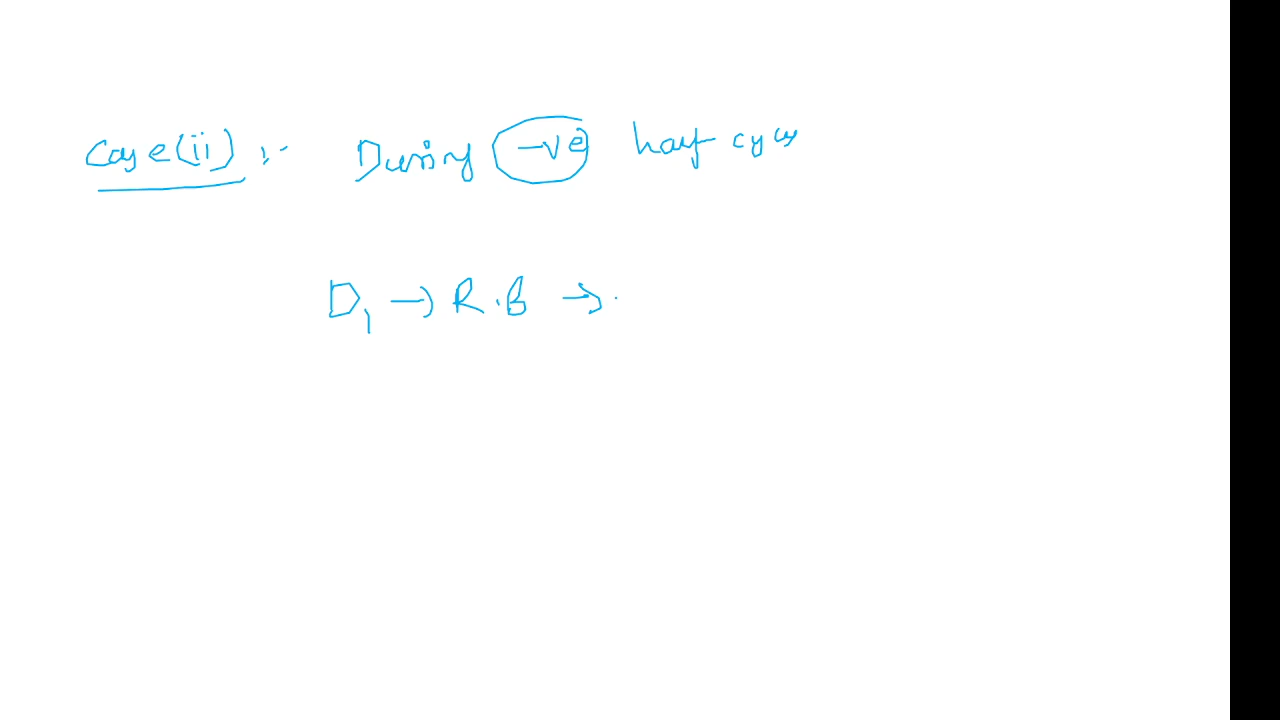 Case(ii) :- During -ve half cycle
D1 → R.B →